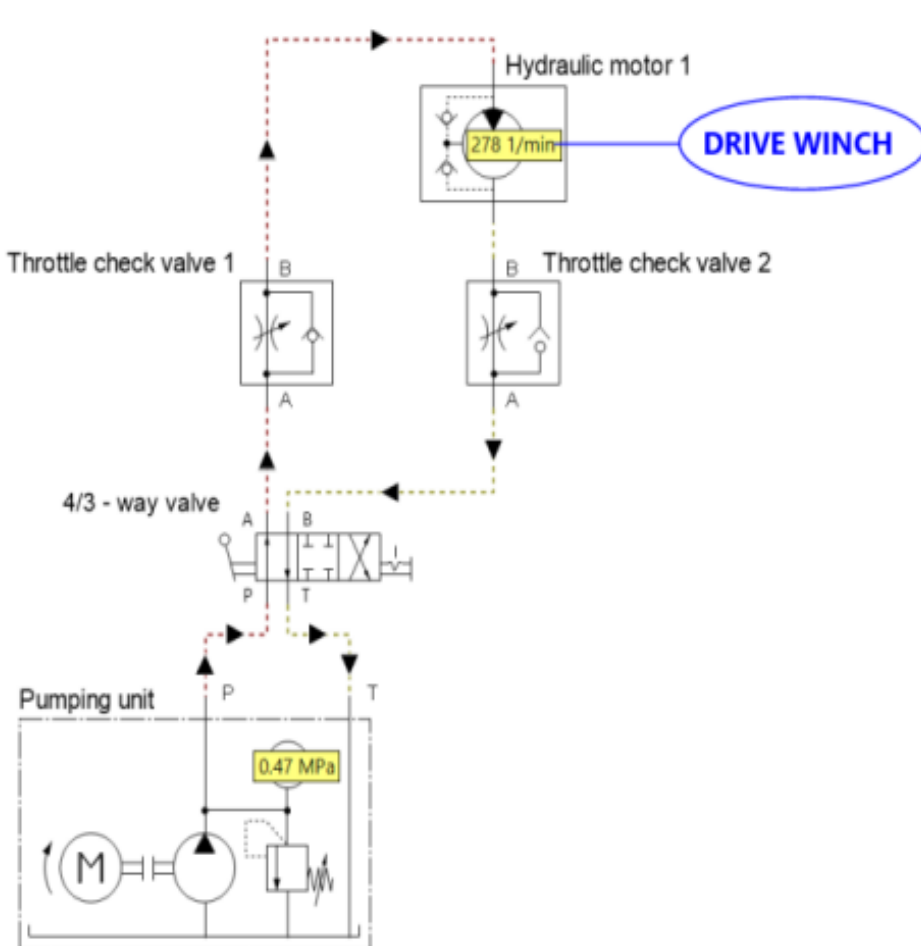 Hydraulic motor 1
278 1/min
DRIVE WINCH
Throttle check valve 1
B
B
Throttle check valve 2
A
A
4/3 - way valve
A
B
P
T
Pumping unit
P
T
0.47 MPa
M